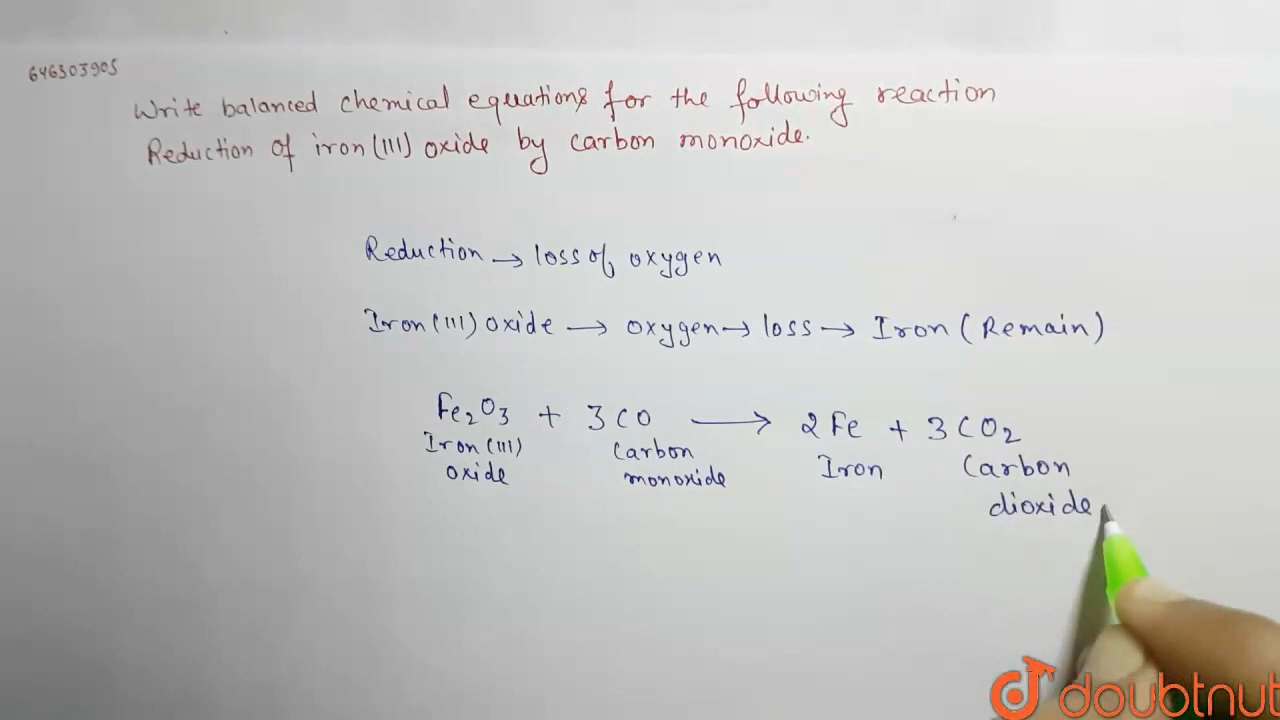 646303905
Write balanced chemical equations for the following reaction
Reduction of iron(III) oxide by carbon monoxide.
Reduction → loss of oxygen
Iron(III) oxide → oxygen → loss → Iron (Remain)
Fe₂O₃ + 3CO ⟶ 2Fe + 3CO₂
Iron(III) Carbon Iron Carbon
oxide monoxide dioxide
doubtnut